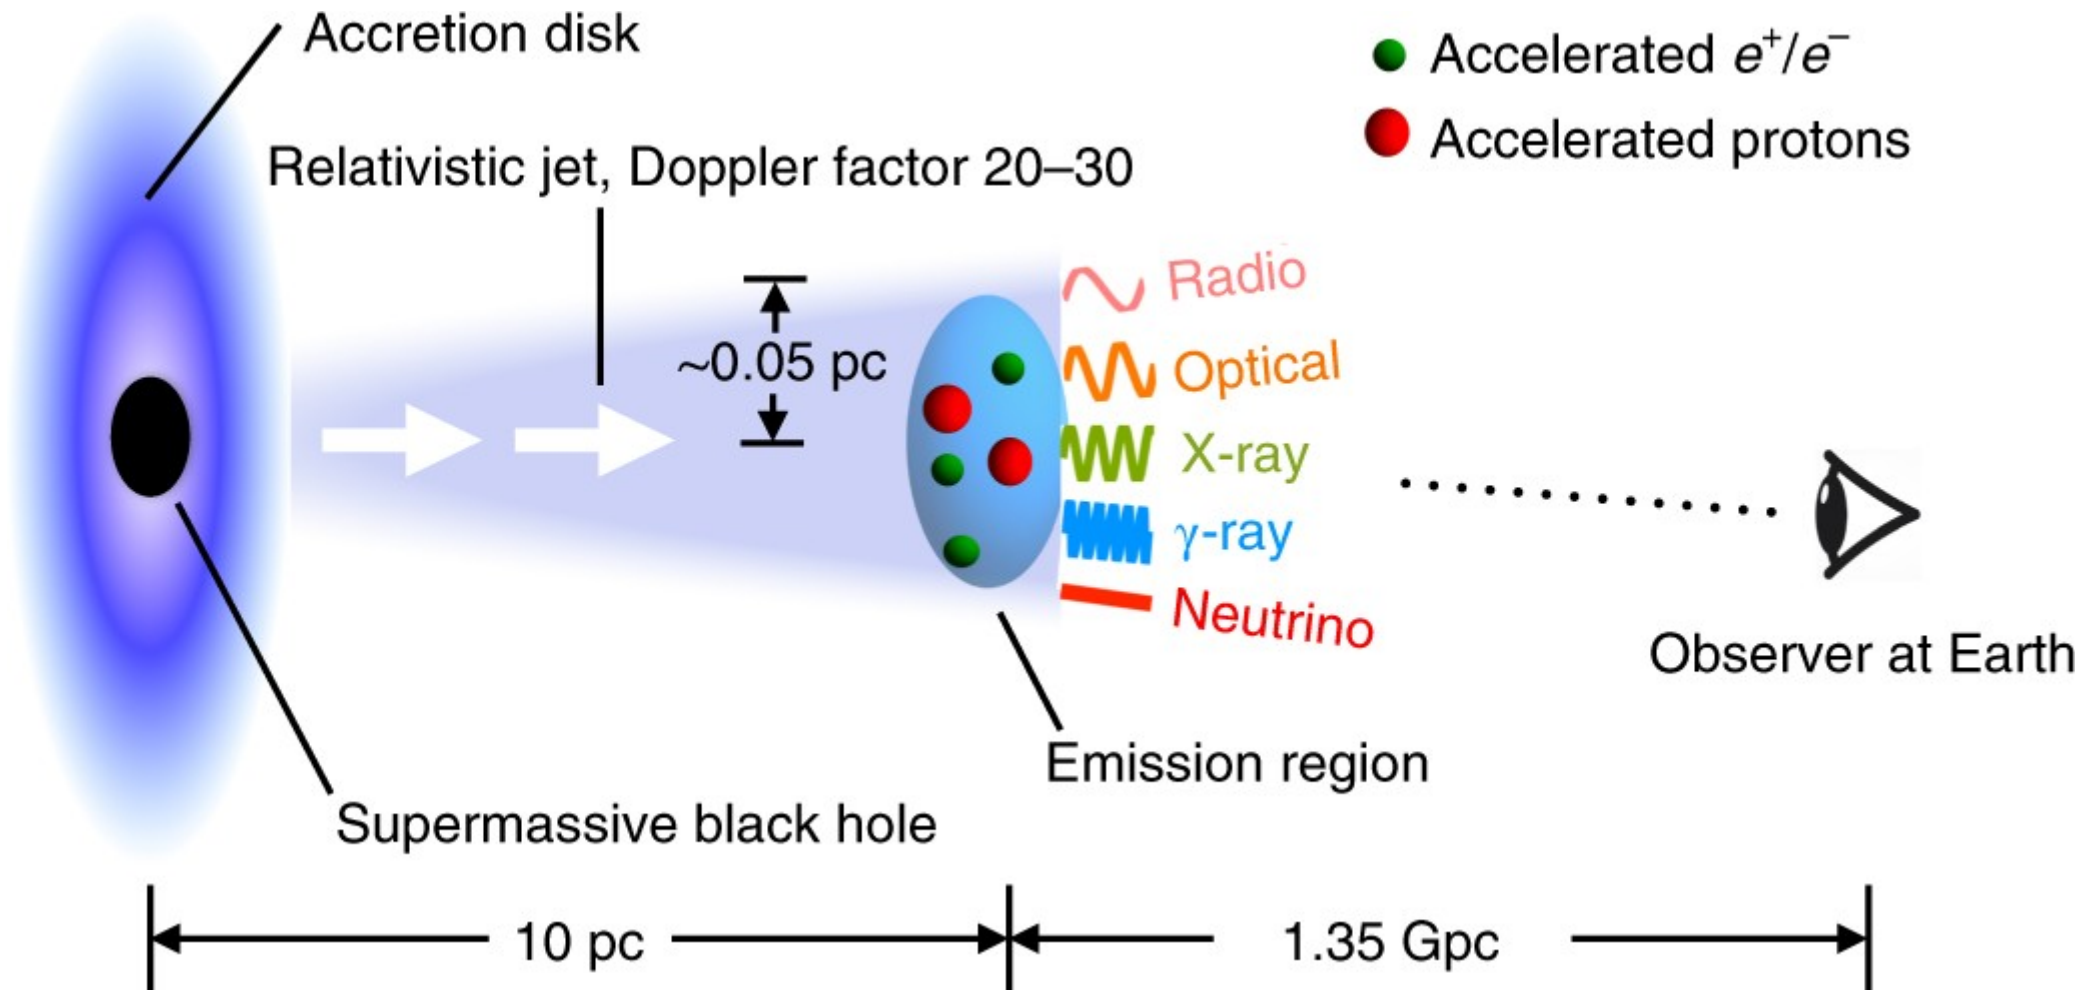 Accretion disk
Accelerated e⁺/e⁻
Accelerated protons
Relativistic jet, Doppler factor 20–30
~0.05 pc
Radio
Optical
X-ray
γ-ray
Neutrino
Observer at Earth
Emission region
Supermassive black hole
10 pc
1.35 Gpc